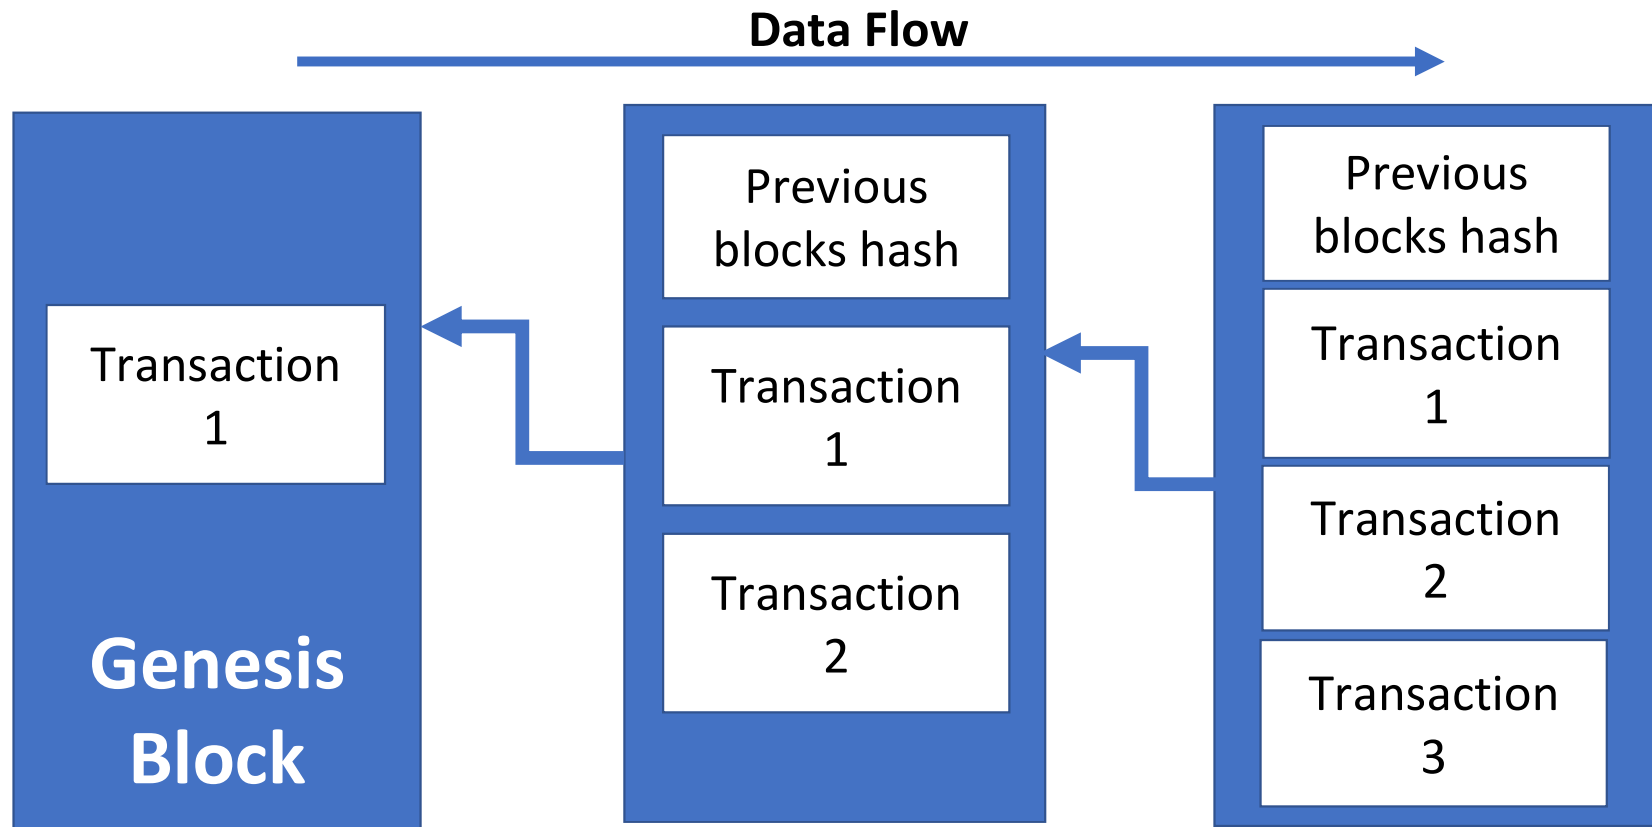 Data Flow
Transaction
1
Genesis
Block
Previous
blocks hash
Transaction
1
Transaction
2
Previous
blocks hash
Transaction
1
Transaction
2
Transaction
3